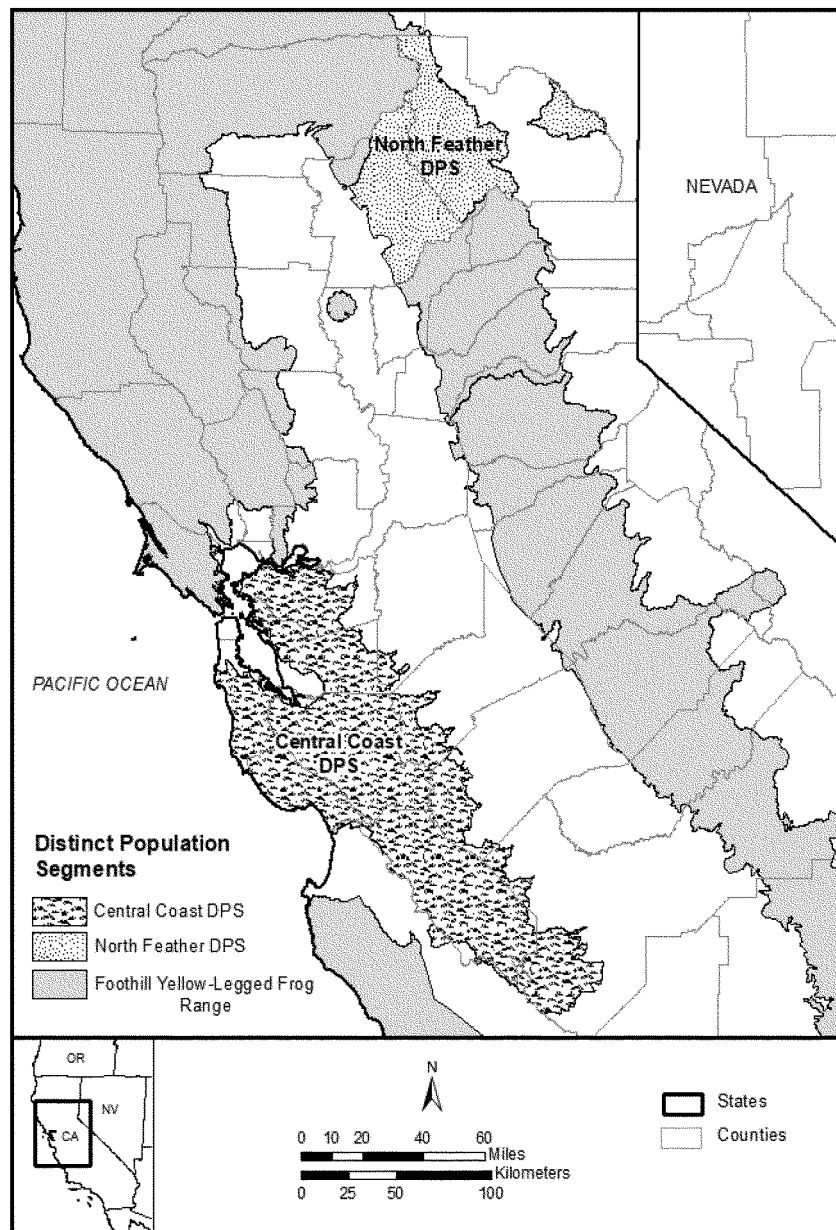 North Feather
DPS
NEVADA
PACIFIC OCEAN
Central Coast
DPS
Distinct Population
Segments
Central Coast DPS
North Feather DPS
Foothill Yellow-Legged Frog
Range
OR
NV
CA
N
0 10 20 40 60
Miles
Kilometers
0 25 50 100
States
Counties